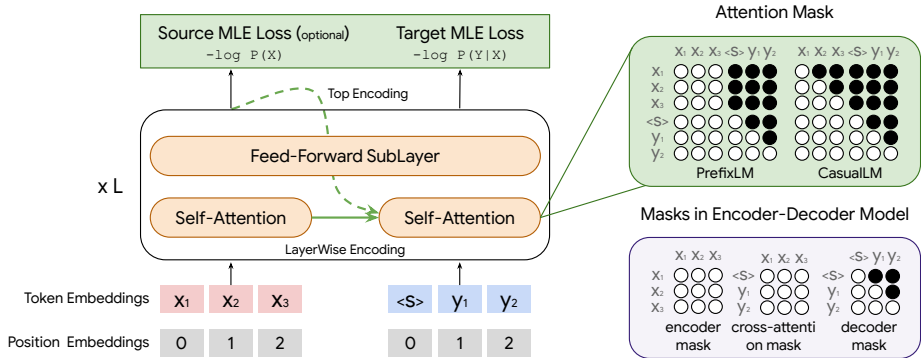 Source MLE Loss (optional)
-log P(X)
Target MLE Loss
-log P(Y|X)
Top Encoding
x L
Feed-Forward SubLayer
Self-Attention
Self-Attention
LayerWise Encoding
Token Embeddings
x1 x2 x3
<s> y1 y2
Position Embeddings
0 1 2
0 1 2
Attention Mask
x1 x2 x3 <s> y1 y2
x1
x2
x3
<s>
y1
y2
x1 x2 x3 <s> y1 y2
PrefixLM
CasualLM
Masks in Encoder-Decoder Model
x1 x2 x3
x1
x2
x3
encoder
mask
x1 x2 x3
<s>
y1
y2
cross-attenti
on mask
<s> y1 y2
<s>
y1
y2
decoder
mask